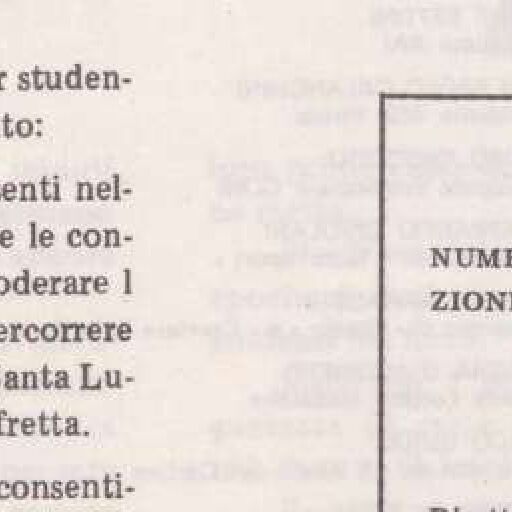 r studen-
to:
enti nel-
e le con-
oderare l
ercorrere
anta Lu-
fretta.
consenti-
NUME
ZIONE